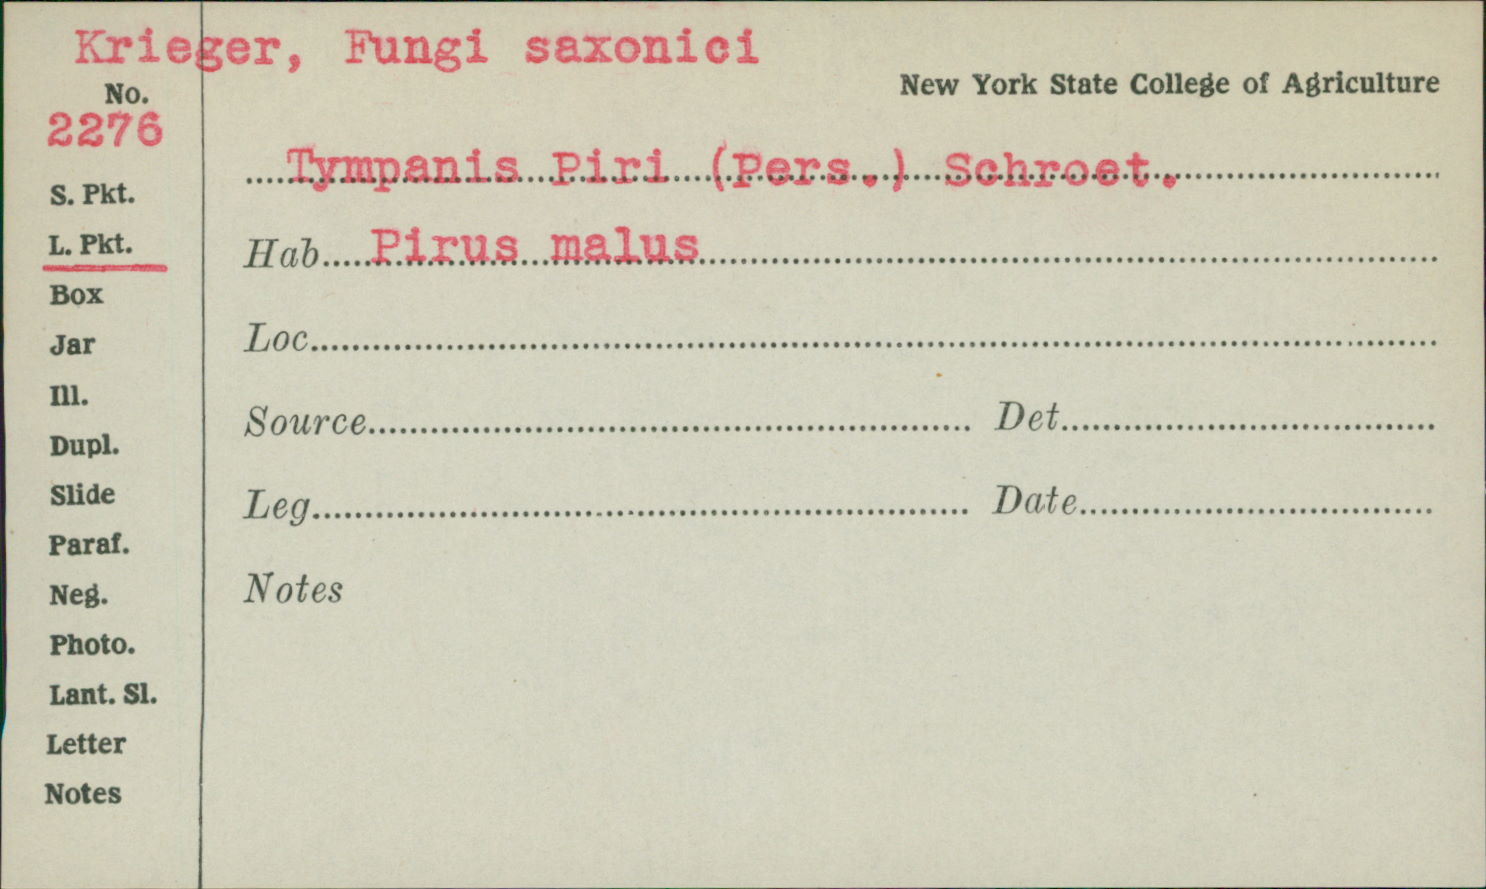 Krieger, Fungi saxonici
New York State College of Agriculture
No.
2276
Tympanis Piri (Pers.) Schroet.
S. Pkt.
L. Pkt.
Hab. Pirus malus
Box
Jar
Loc.
Ill.
Source
Det.
Dupl.
Slide
Leg.
Date
Paraf.
Neg.
Notes
Photo.
Lant. Sl.
Letter
Notes